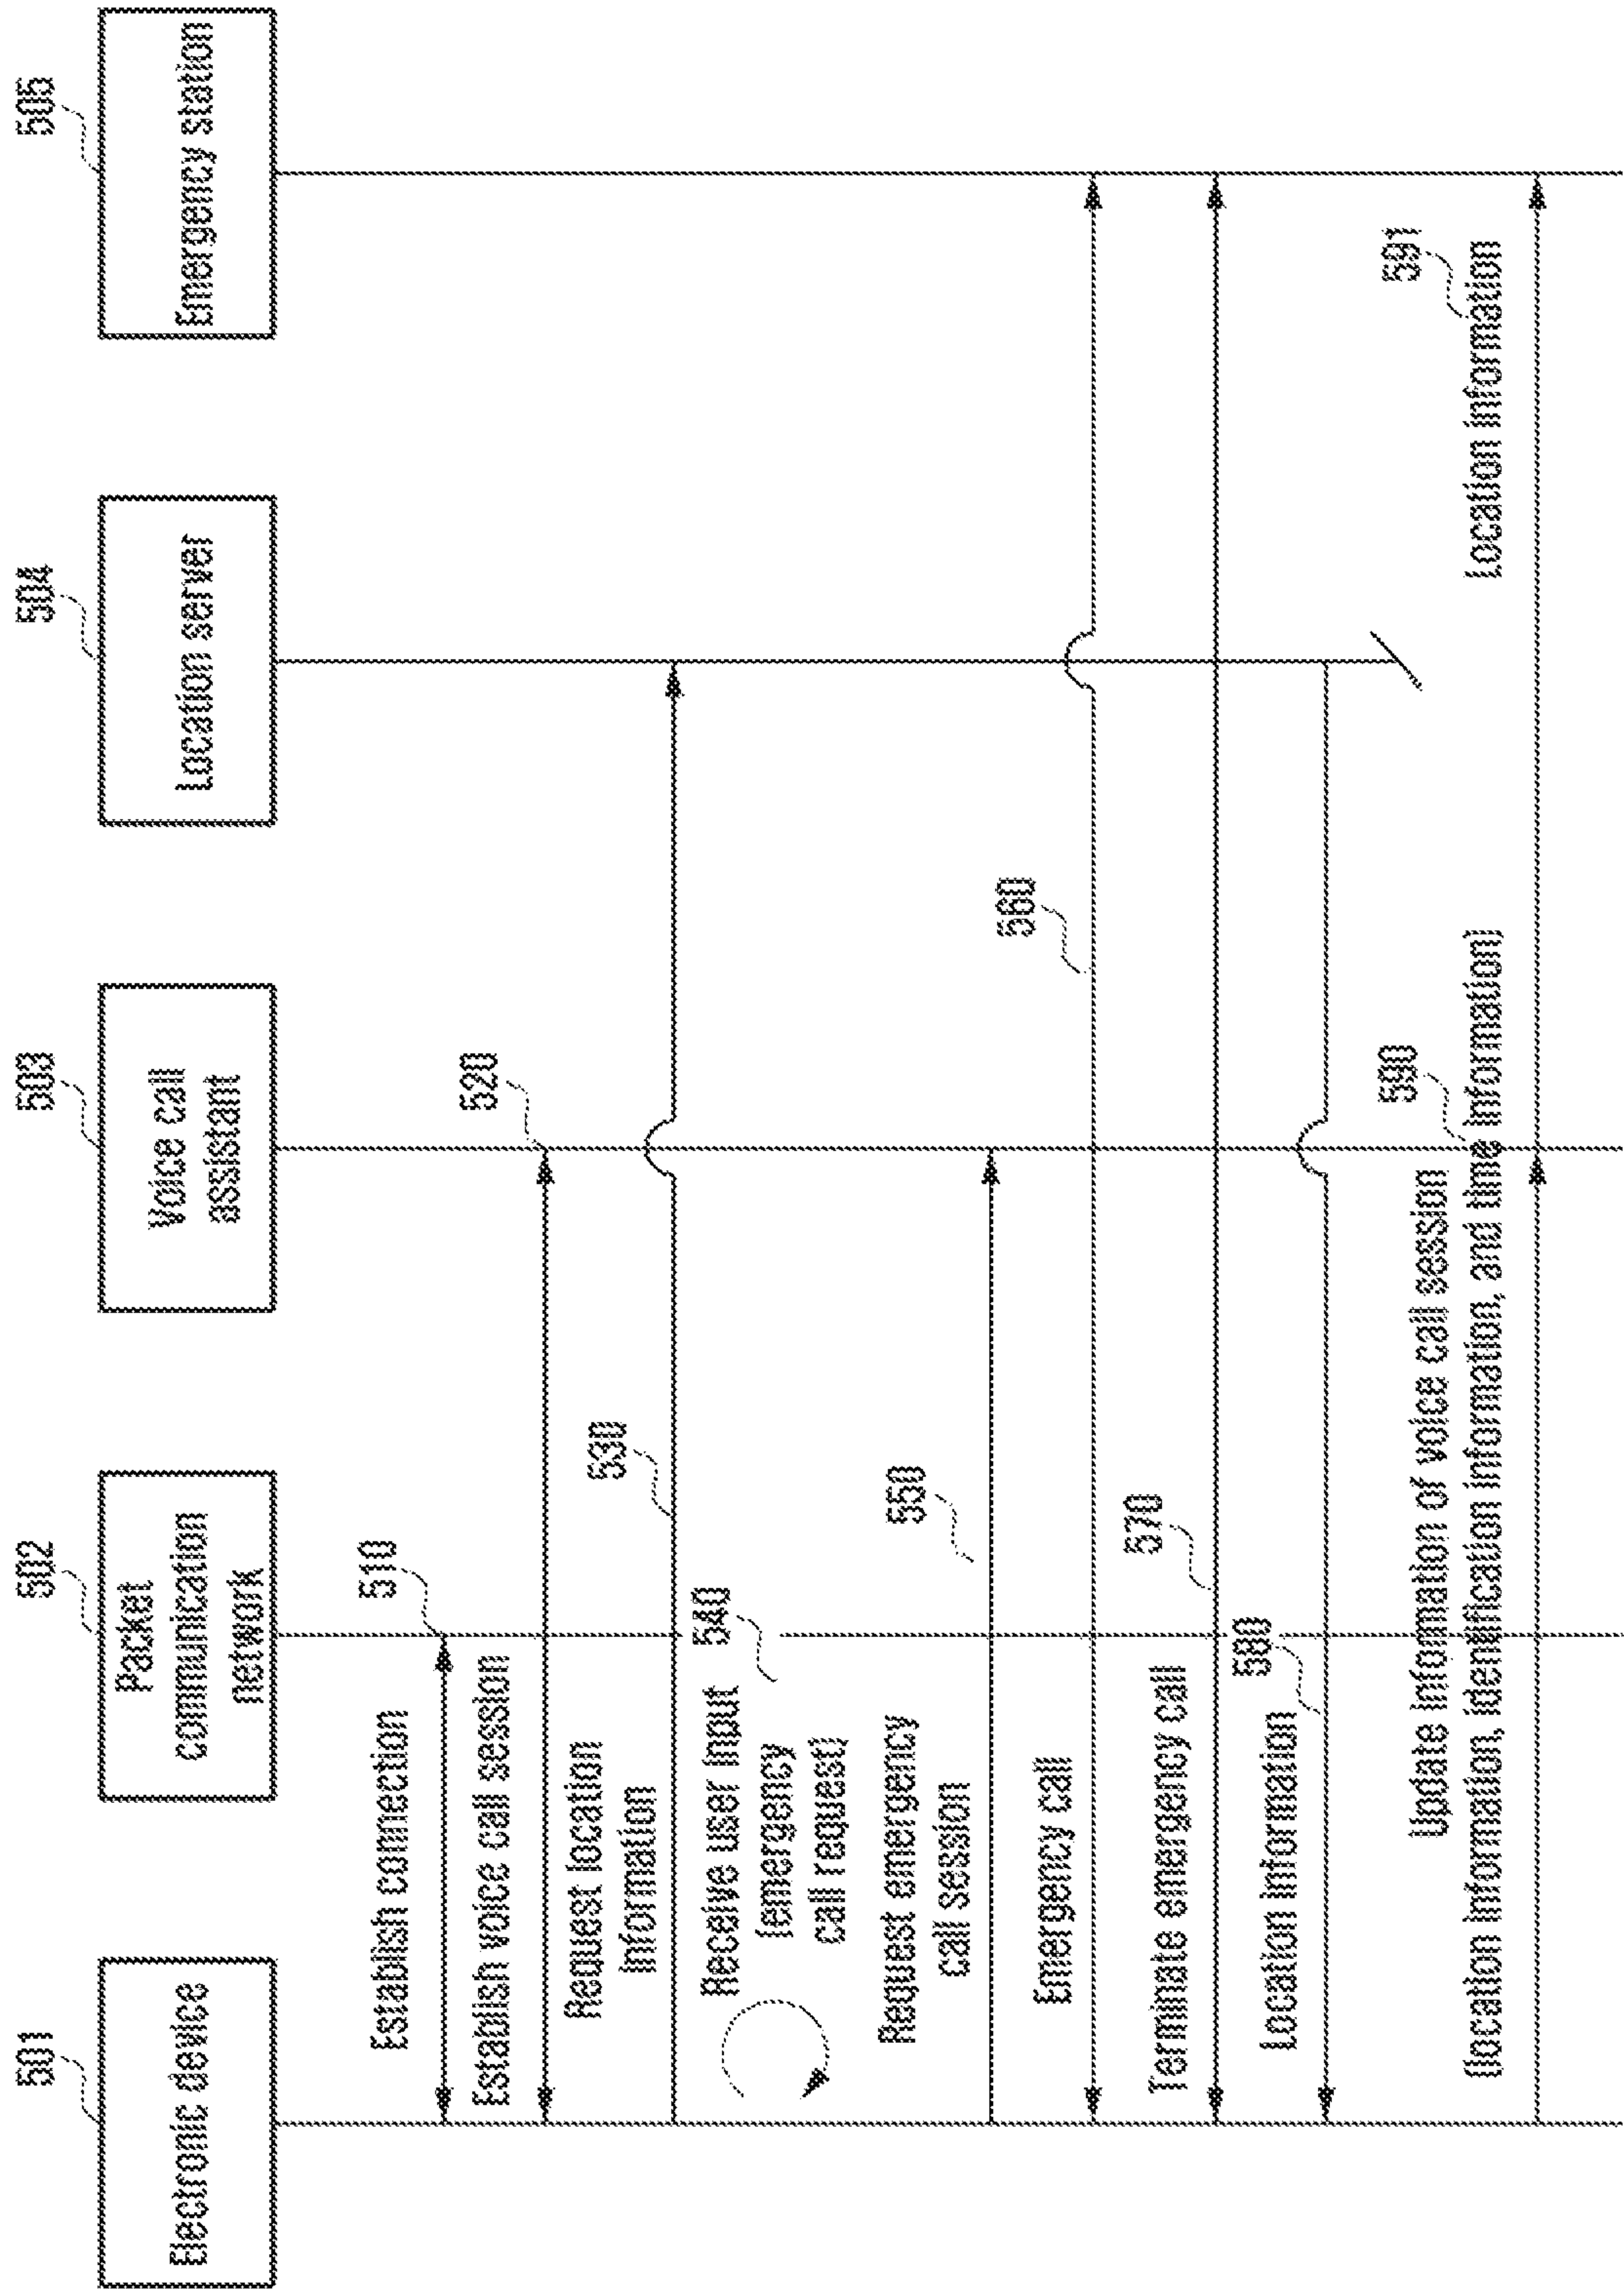 501
Electronic device
502
Packet
communication
network
503
Voice call
assistant
504
Location server
505
Emergency station
Establish connection
510
Establish voice call session
520
Request location
information
530
Receive user input
(emergency
call request)
540
Request emergency
call session
550
Emergency call
560
Terminate emergency call
570
Location information
580
Update information of voice call session
(location information, identification information, and time information)
590
Location information
591